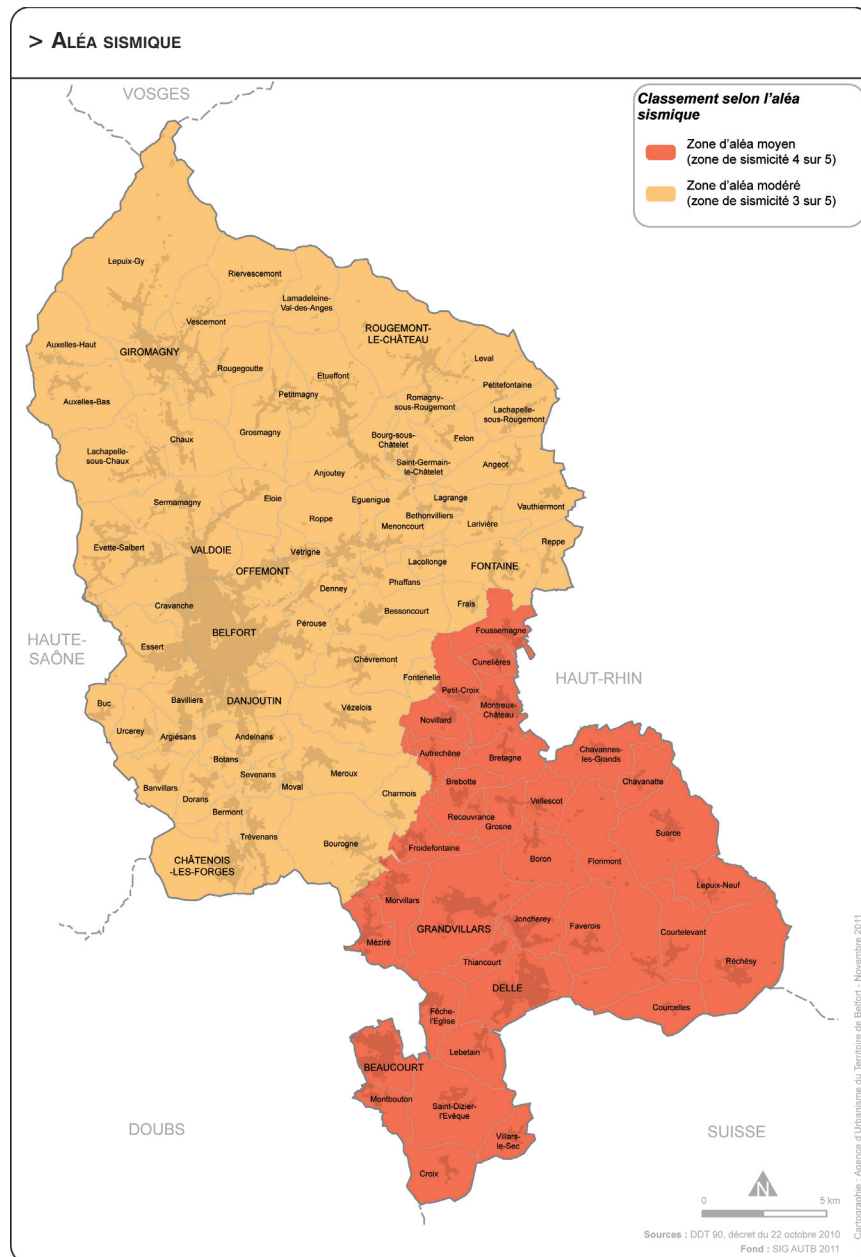 > ALÉA SISMIQUE
VOSGES
Classement selon l'aléa
sismique
Zone d'aléa moyen
(zone de sismicité 4 sur 5)
Zone d'aléa modéré
(zone de sismicité 3 sur 5)
Lepuix-Gy
Riervescemont
Lamadeleine-
Val-des-Anges
Vescemont
ROUGEMONT-
LE-CHÂTEAU
Auxelles-Haut
GIROMAGNY
Leval
Rougegoutte
Etueffont
Petitefontaine
Petitmagny
Auxelles-Bas
Romagny-
sous-Rougemont
Lachapelle-
sous-Rougemont
Chaux
Grosmagny
Bourg-sous-
Châtelet
Felon
Lachapelle-
sous-Chaux
Saint-Germain-
le-Châtelet
Angeot
Anjoutey
Sermamagny
Eloie
Eguenigue
Lagrange
Vauthiermont
Roppe
Bethonvilliers
Menoncourt
Larivière
Reppe
Evette-Salbert
VALDOIE
Vétrigne
OFFEMONT
Lacollonge
FONTAINE
Phaffans
Denney
Cravanche
Bessoncourt
Frais
Pérouse
BELFORT
Foussemagne
HAUTE-
SAÔNE
Essert
Chèvremont
Cunelières
Fontenelle
HAUT-RHIN
Petit-Croix
Buc
Bavilliers
DANJOUTIN
Vézelois
Montreux-
Château
Novillard
Urcerey
Argiésans
Andelnans
Chavannes-
les-Grands
Botans
Autrechêne
Bretagne
Sevenans
Meroux
Chavanatte
Banvillars
Moval
Brebotte
Charmois
Dorans
Vellescot
Bermont
Recouvrance
Grosne
Suarce
Trévenans
Bourogne
Froidefontaine
CHÂTENOIS
-LES-FORGES
Boron
Florimont
Lepuix-Neuf
Morvillars
Joncherey
Faverois
GRANDVILLARS
Courtelevant
Méziré
Thiancourt
Réchésy
DELLE
Fêche-
l'Eglise
Courcelles
Lebetain
BEAUCOURT
Montbouton
Saint-Dizier-
l'Evêque
DOUBS
Villars-
le-Sec
SUISSE
Croix
N
0 5 km
Sources : DDT 90, décret du 22 octobre 2010
Fond : SIG AUTB 2011
Cartographie : Agence d'Urbanisme du Territoire de Belfort - Novembre 2011